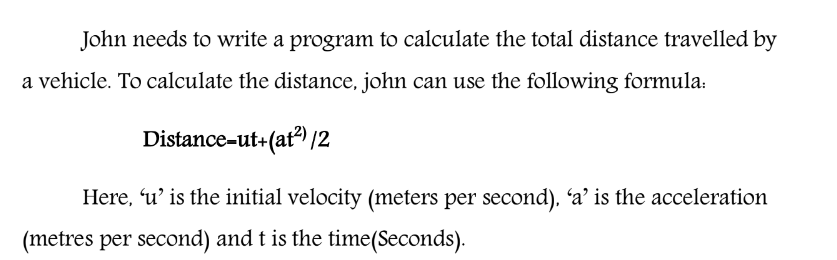 John needs to write a program to calculate the total distance travelled by
a vehicle. To calculate the distance, john can use the following formula:
Distance=ut+(at²⁾/2
Here, ‘u’ is the initial velocity (meters per second), ‘a’ is the acceleration
(metres per second) and t is the time(Seconds).